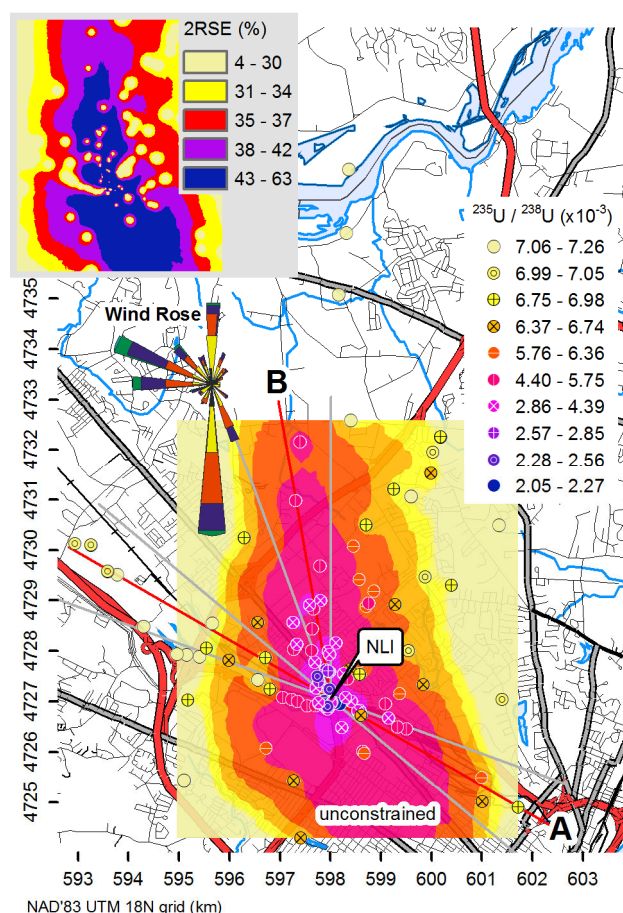 2RSE (%)
4 - 30
31 - 34
35 - 37
38 - 42
43 - 63
235U / 238U (x10-3)
7.06 - 7.26
6.99 - 7.05
6.75 - 6.98
6.37 - 6.74
5.76 - 6.36
4.40 - 5.75
2.86 - 4.39
2.57 - 2.85
2.28 - 2.56
2.05 - 2.27
Wind Rose
B
NLI
unconstrained
A
4735
4734
4733
4732
4731
4730
4729
4728
4727
4726
4725
593 594 595 596 597 598 599 600 601 602 603
NAD'83 UTM 18N grid (km)